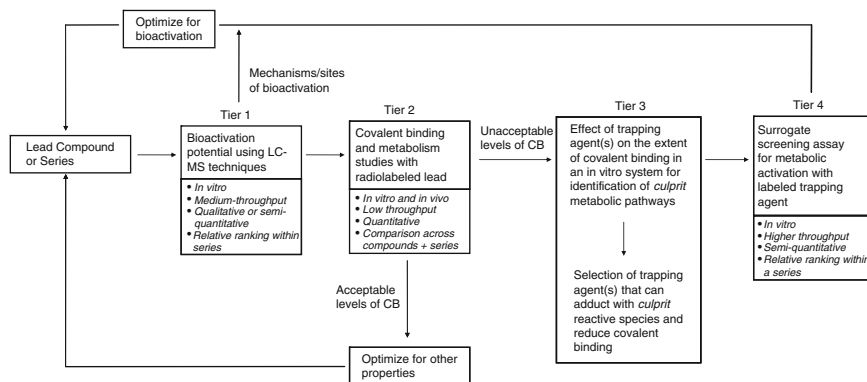 Optimize for
bioactivation
Mechanisms/sites
of bioactivation
Lead Compound
or Series
Tier 1
Bioactivation
potential using LC-
MS techniques
• In vitro
• Medium-throughput
• Qualitative or semi-
quantitative
• Relative ranking within
series
Tier 2
Covalent binding
and metabolism
studies with
radiolabeled lead
• In vitro and in vivo
• Low throughput
• Quantitative
• Comparison across
compounds + series
Unacceptable
levels of CB
Acceptable
levels of CB
Optimize for other
properties
Tier 3
Effect of trapping
agent(s) on the extent
of covalent binding in
an in vitro system for
identification of culprit
metabolic pathways
Selection of trapping
agent(s) that can
adduct with culprit
reactive species and
reduce covalent
binding
Tier 4
Surrogate
screening assay
for metabolic
activation with
labeled trapping
agent
• In vitro
• Higher throughput
• Semi-quantitative
• Relative ranking within
a series